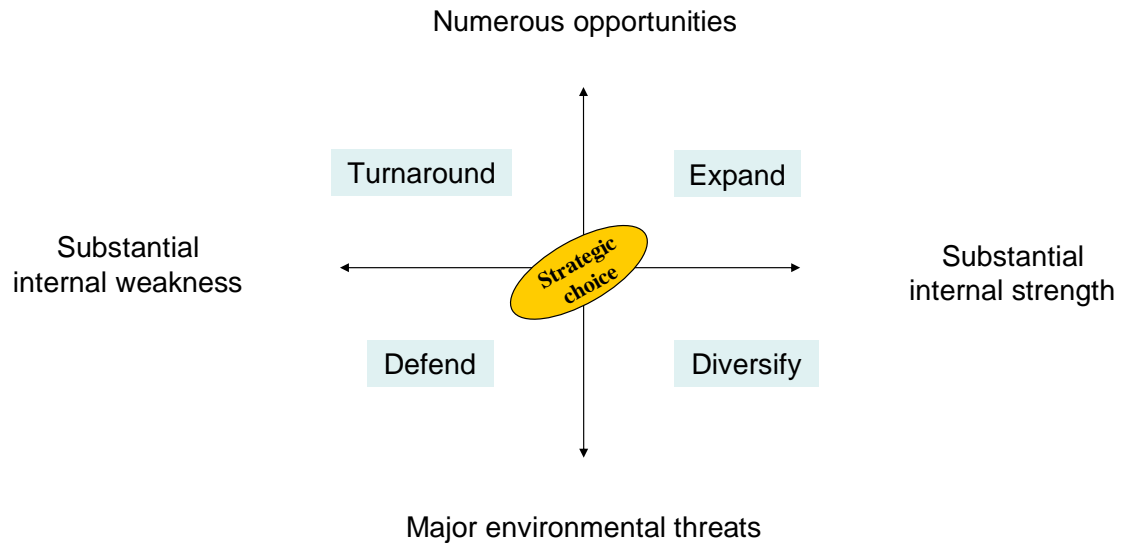 Numerous opportunities
Turnaround
Expand
Substantial
internal weakness
Strategic
choice
Substantial
internal strength
Defend
Diversify
Major environmental threats